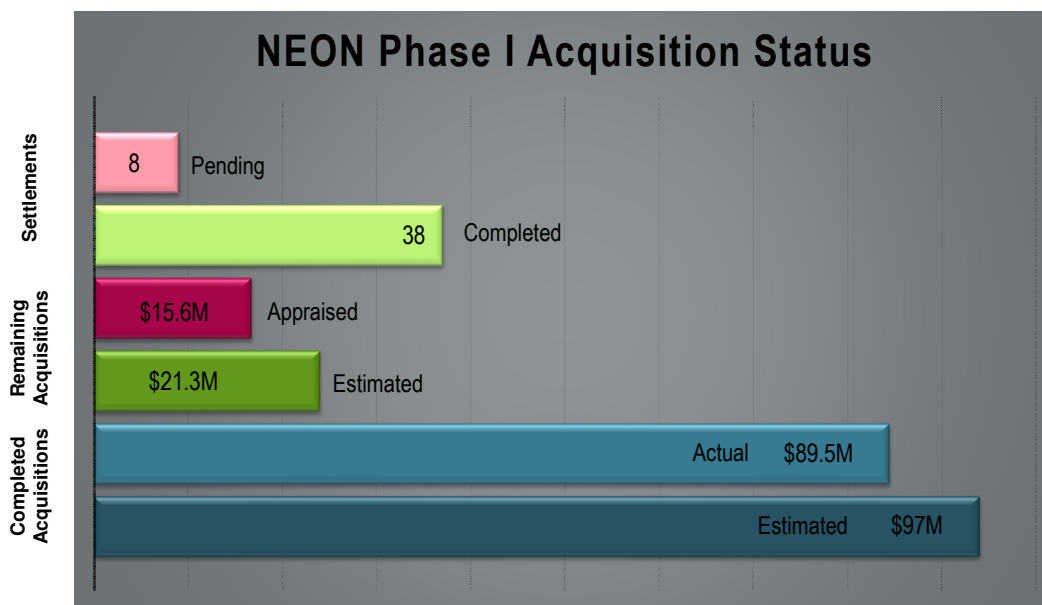 NEON Phase I Acquisition Status
Settlements
8 Pending
38 Completed
Remaining
Acquisitions
$15.6M Appraised
$21.3M Estimated
Completed
Acquisitions
Actual $89.5M
Estimated $97M